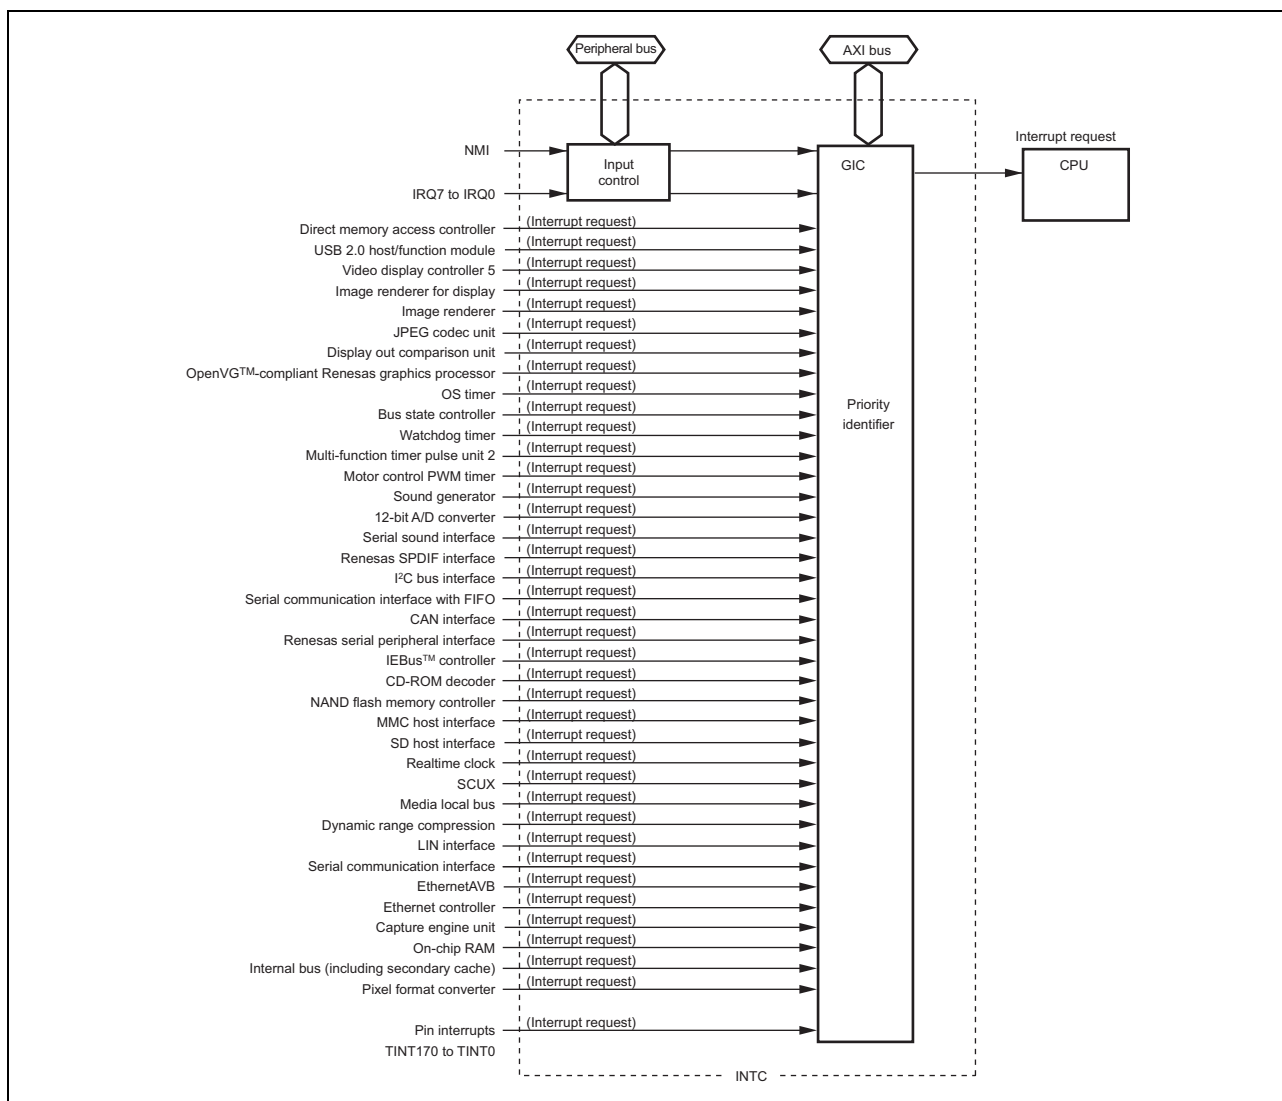 Peripheral bus
AXI bus
Interrupt request
NMI
Input
control
GIC
CPU
IRQ7 to IRQ0
Direct memory access controller (Interrupt request)
USB 2.0 host/function module (Interrupt request)
Video display controller 5 (Interrupt request)
Image renderer for display (Interrupt request)
Image renderer (Interrupt request)
JPEG codec unit (Interrupt request)
Display out comparison unit (Interrupt request)
OpenVG™-compliant Renesas graphics processor (Interrupt request)
OS timer (Interrupt request)
Priority
identifier
Bus state controller (Interrupt request)
Watchdog timer (Interrupt request)
Multi-function timer pulse unit 2 (Interrupt request)
Motor control PWM timer (Interrupt request)
Sound generator (Interrupt request)
12-bit A/D converter (Interrupt request)
Serial sound interface (Interrupt request)
Renesas SPDIF interface (Interrupt request)
I²C bus interface (Interrupt request)
Serial communication interface with FIFO (Interrupt request)
CAN interface (Interrupt request)
Renesas serial peripheral interface (Interrupt request)
IEBus™ controller (Interrupt request)
CD-ROM decoder (Interrupt request)
NAND flash memory controller (Interrupt request)
MMC host interface (Interrupt request)
SD host interface (Interrupt request)
Realtime clock (Interrupt request)
SCUX (Interrupt request)
Media local bus (Interrupt request)
Dynamic range compression (Interrupt request)
LIN interface (Interrupt request)
Serial communication interface (Interrupt request)
EthernetAVB (Interrupt request)
Ethernet controller (Interrupt request)
Capture engine unit (Interrupt request)
On-chip RAM (Interrupt request)
Internal bus (including secondary cache) (Interrupt request)
Pixel format converter (Interrupt request)
Pin interrupts (Interrupt request)
TINT170 to TINT0
INTC